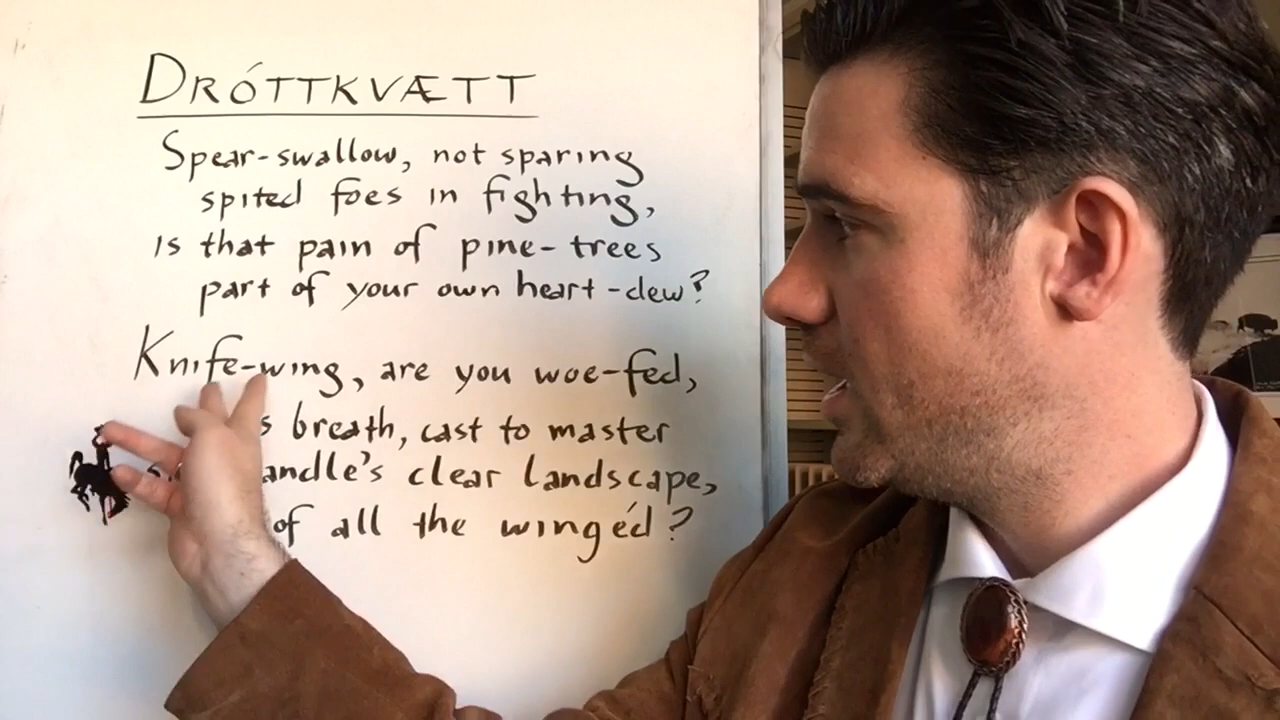 DRÓTTKVÆTT
Spear-swallow, not sparing
spited foes in fighting,
is that pain of pine-trees
part of your own heart-dew?
Knife-wing, are you woe-fed,
breath, cast to master
clear landscape,
of all the wingéd?